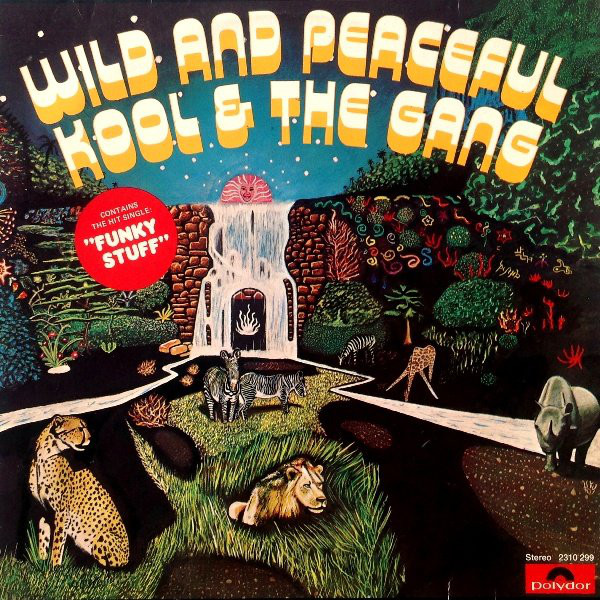 WILD AND PEACEFUL
KOOL & THE GANG
CONTAINS
THE HIT SINGLE:
"FUNKY
STUFF"
Stereo 2310 299
polydor